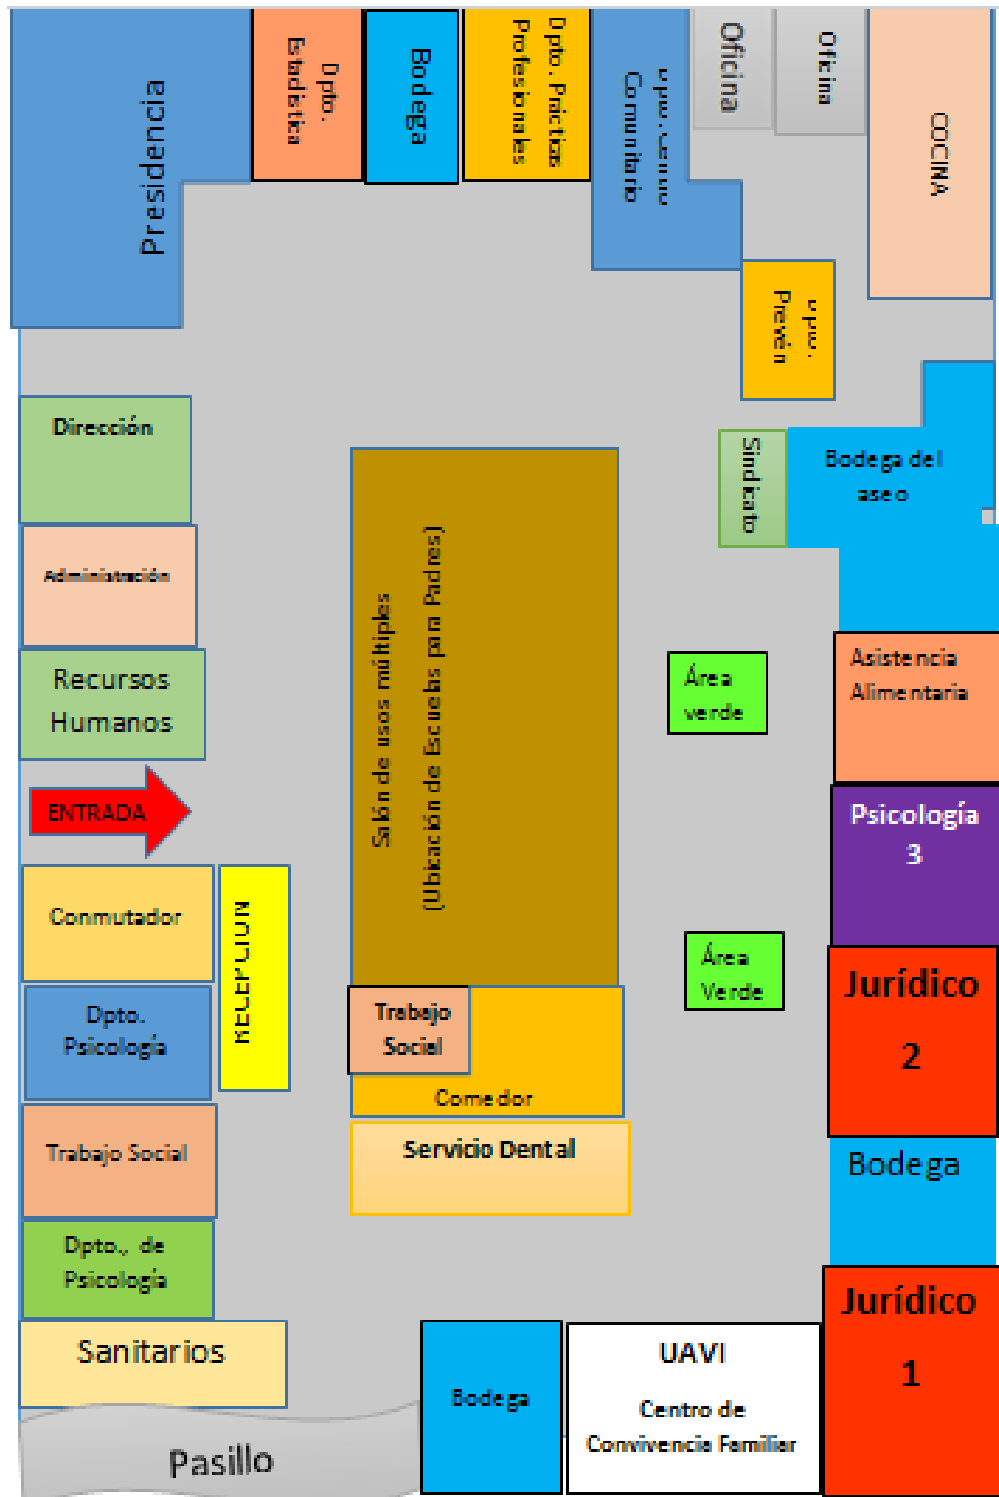 Presidencia
Dpto.
Estadística
Bodega
Dpto. Prácticas
Profesionales
Comunitario
Oficina
Oficina
COCINA
Prevén
Dirección
Sindicato
Bodega del
aseo
Administración
Recursos
Humanos
Salón de usos múltiples
(Ubicación de Escuelas para Padres)
Área
verde
Asistencia
Alimentaria
ENTRADA
Psicología
3
Conmutador
RECEPCION
Área
Verde
Jurídico
2
Dpto.
Psicología
Trabajo
Social
Comedor
Trabajo Social
Servicio Dental
Bodega
Dpto., de
Psicología
Sanitarios
Bodega
UAVI
Centro de
Convivencia Familiar
Jurídico
1
Pasillo